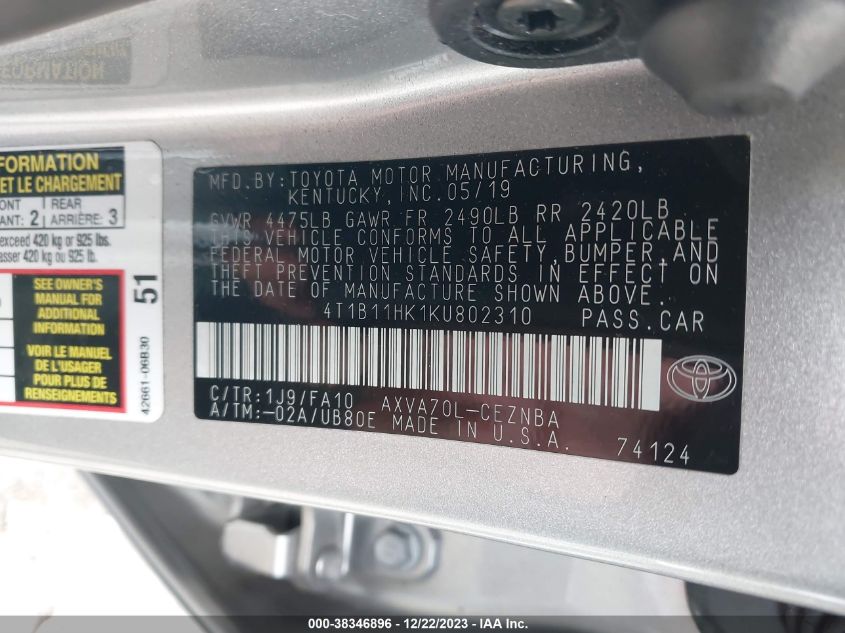 FORMATION
FORMATION
ET LE CHARGEMENT
ONT
ANT: 2
REAR
ARRIÈRE: 3
exceed 420 kg or 925 lbs.
asser 420 kg ou 925 lb.
SEE OWNER'S
MANUAL FOR
ADDITIONAL
INFORMATION
VOIR LE MANUEL
DE L'USAGER
POUR PLUS DE
RENSEIGNEMENTS
51
42661-06B30
MFD.BY:TOYOTA MOTOR MANUFACTURING,
KENTUCKY,INC.05/19
GVWR 4475LB GAWR FR 2490LB RR 2420LB
THIS VEHICLE CONFORMS TO ALL APPLICABLE
FEDERAL MOTOR VEHICLE SAFETY,BUMPER,AND
THEFT PREVENTION STANDARDS IN EFFECT ON
THE DATE OF MANUFACTURE SHOWN ABOVE.
4T1B11HK1KU802310 PASS.CAR
C/TR:1J9/FA10 AXVA70L-CEZNBA
A/TM:-02A/UB80E MADE IN U.S.A.
74124
000-38346896 - 12/22/2023 - IAA Inc.